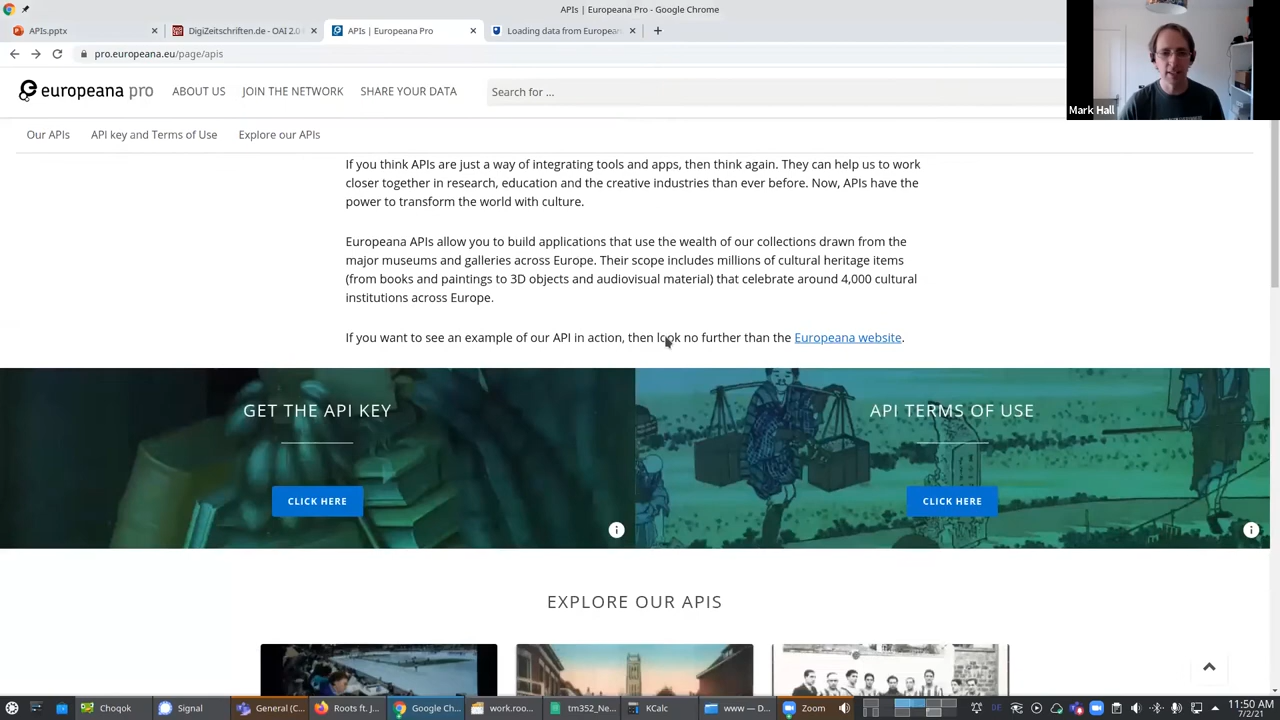 APIs | Europeana Pro - Google Chrome
APIs.pptx
DigiZeitschriften.de - OAI 2.0
APIs | Europeana Pro
Loading data from European
pro.europeana.eu/page/apis
europeana pro
ABOUT US
JOIN THE NETWORK
SHARE YOUR DATA
Search for ...
Mark Hall
Our APIs
API key and Terms of Use
Explore our APIs
If you think APIs are just a way of integrating tools and apps, then think again. They can help us to work
closer together in research, education and the creative industries than ever before. Now, APIs have the
power to transform the world with culture.
Europeana APIs allow you to build applications that use the wealth of our collections drawn from the
major museums and galleries across Europe. Their scope includes millions of cultural heritage items
(from books and paintings to 3D objects and audiovisual material) that celebrate around 4,000 cultural
institutions across Europe.
If you want to see an example of our API in action, then look no further than the Europeana website.
GET THE API KEY
API TERMS OF USE
CLICK HERE
CLICK HERE
EXPLORE OUR APIS
Choqok
Signal
General (C...
Roots ft. J...
Google Ch...
work.roo...
tm352_Ne...
KCalc
www — D...
Zoom
DE
11:50 AM
7/2/21